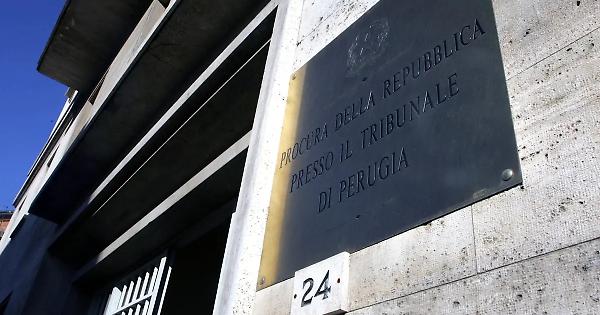 PROCURA DELLA REPUBBLICA
PRESSO IL TRIBUNALE
DI PERUGIA
24